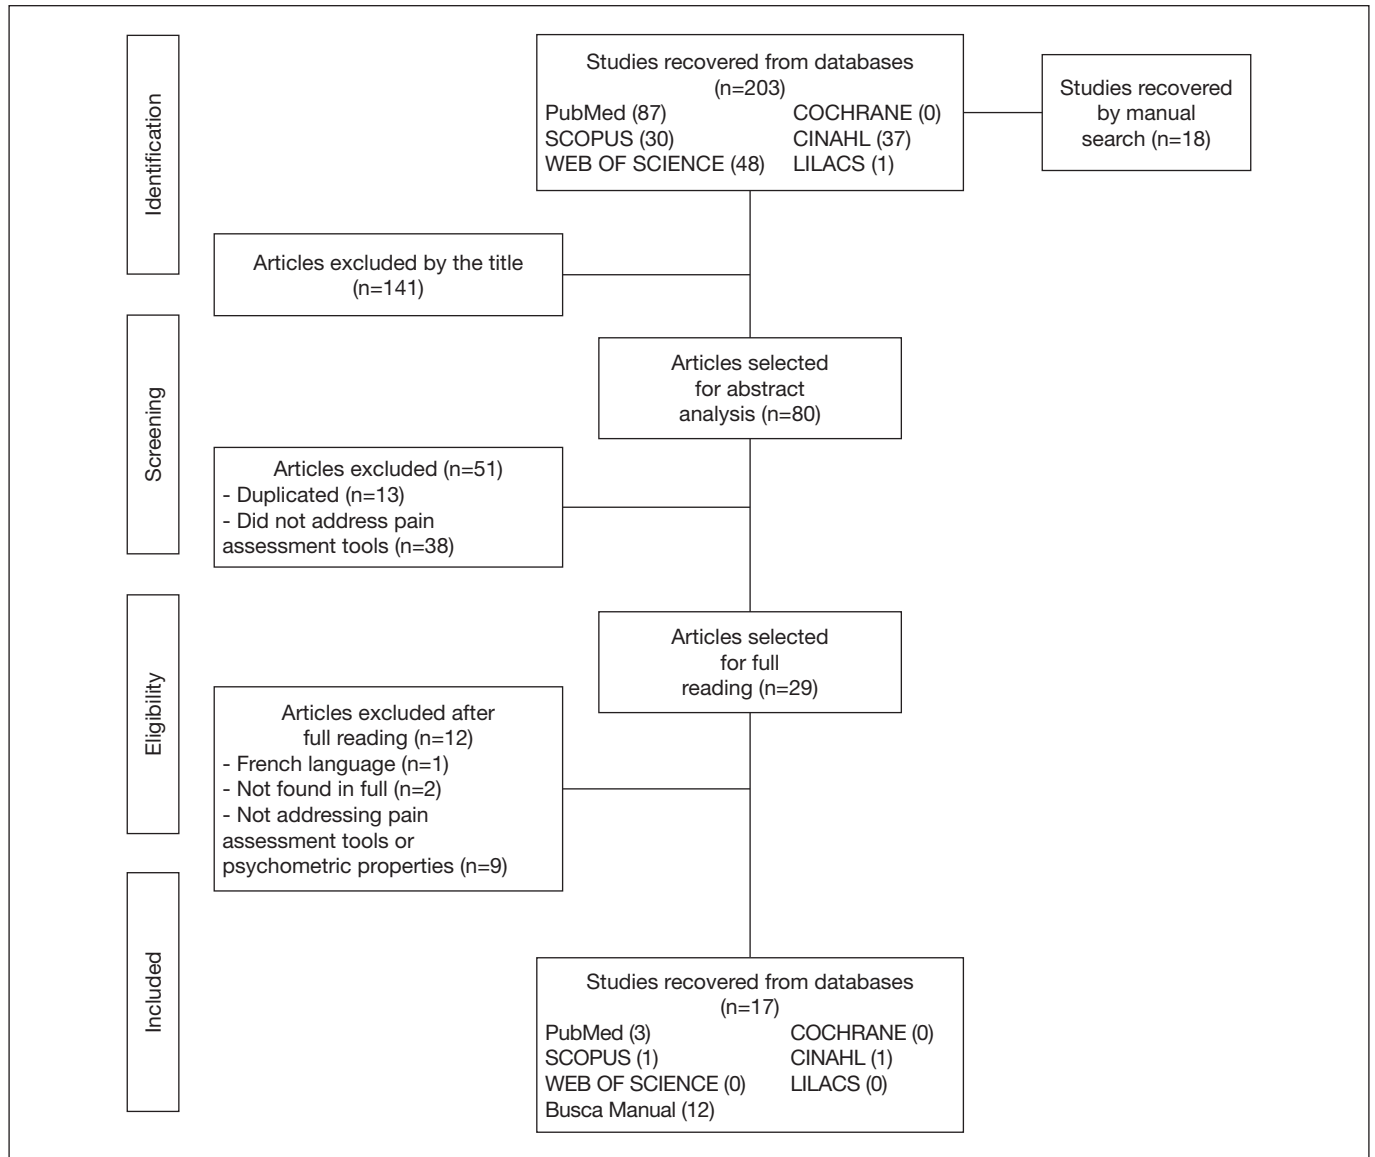 Identification
Studies recovered from databases
(n=203)
PubMed (87)
COCHRANE (0)
SCOPUS (30)
CINAHL (37)
WEB OF SCIENCE (48)
LILACS (1)
Studies recovered
by manual
search (n=18)
Articles excluded by the title
(n=141)
Screening
Articles selected
for abstract
analysis (n=80)
Articles excluded (n=51)
- Duplicated (n=13)
- Did not address pain
assessment tools (n=38)
Eligibility
Articles selected
for full
reading (n=29)
Articles excluded after
full reading (n=12)
- French language (n=1)
- Not found in full (n=2)
- Not addressing pain
assessment tools or
psychometric properties (n=9)
Included
Studies recovered from databases
(n=17)
PubMed (3)
COCHRANE (0)
SCOPUS (1)
CINAHL (1)
WEB OF SCIENCE (0)
LILACS (0)
Busca Manual (12)